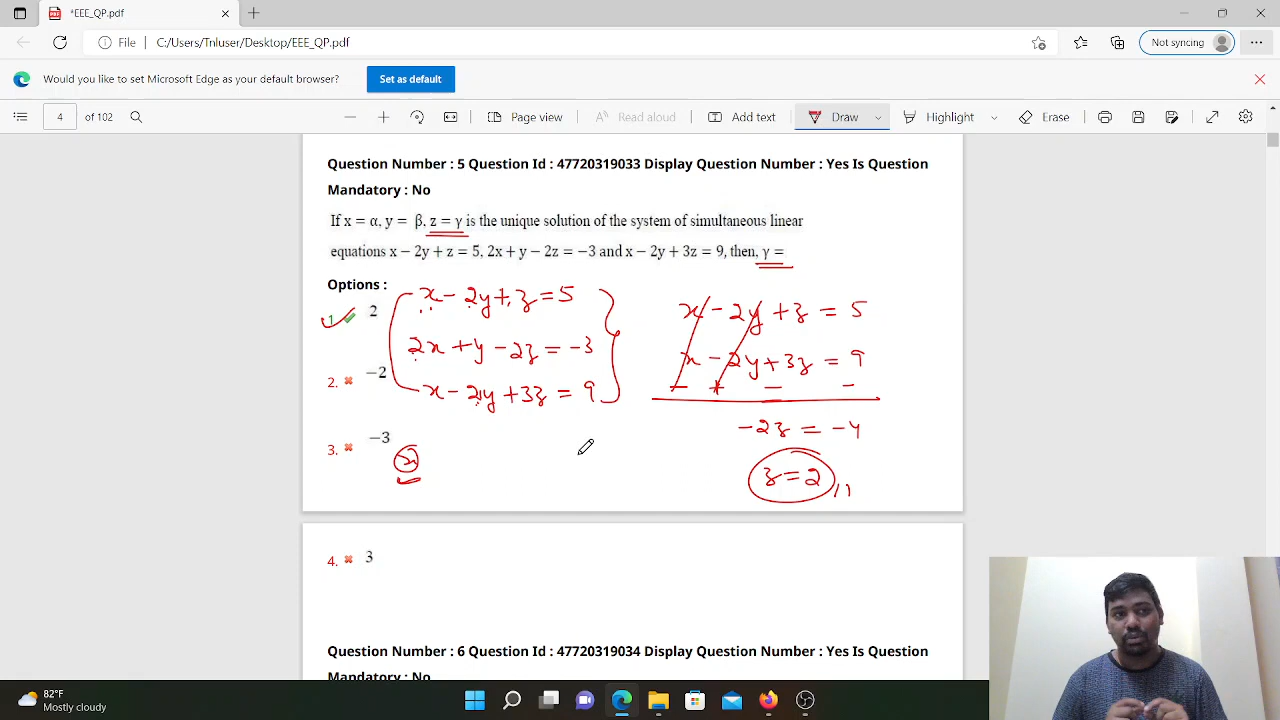 *EEE_QP.pdf
File C:/Users/Tnluser/Desktop/EEE_QP.pdf
Not syncing
Would you like to set Microsoft Edge as your default browser?
Set as default
4 of 102
Page view
Read aloud
Add text
Draw
Highlight
Erase
Question Number : 5 Question Id : 47720319033 Display Question Number : Yes Is Question
Mandatory : No
If x = α, y = β, z = γ is the unique solution of the system of simultaneous linear
equations x − 2y + z = 5, 2x + y − 2z = −3 and x − 2y + 3z = 9, then, γ =
Options :
1. 2
2. −2
3. −3
x - 2y + z = 5
2x + y - 2z = -3
x - 2y + 3z = 9
x
x - 2y + z = 5
x - 2y + 3z = 9
- + - -
-2z = -4
z = 2
4. 3
Question Number : 6 Question Id : 47720319034 Display Question Number : Yes Is Question
Mandatory : No
82°F
Mostly cloudy